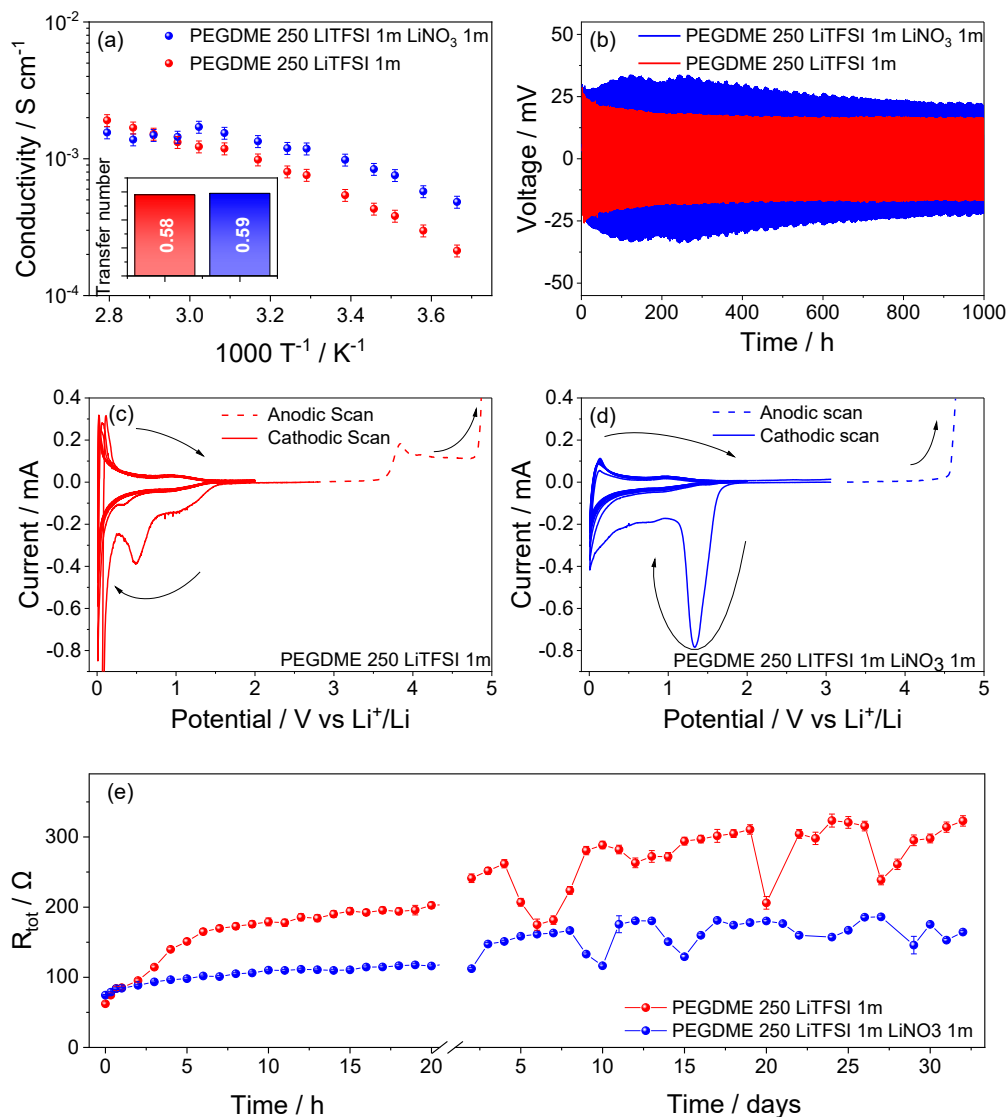 (a)
PEGDME 250 LITFSI 1m LiNO₃ 1m
PEGDME 250 LiTFSI 1m
10⁻²
10⁻³
10⁻⁴
Conductivity / S cm⁻¹
Transfer number
0.58
0.59
2.8 3.0 3.2 3.4 3.6
1000 T⁻¹ / K⁻¹
(b)
PEGDME 250 LiTFSI 1m LiNO₃ 1m
PEGDME 250 LiTFSI 1m
50
25
0
-25
-50
Voltage / mV
0 200 400 600 800 1000
Time / h
(c)
Anodic Scan
Cathodic Scan
0.4
0.2
0.0
-0.2
-0.4
-0.6
-0.8
Current / mA
PEGDME 250 LiTFSI 1m
0 1 2 3 4 5
Potential / V vs Li⁺/Li
(d)
Anodic scan
Cathodic scan
0.4
0.2
0.0
-0.2
-0.4
-0.6
-0.8
Current / mA
PEGDME 250 LITFSI 1m LiNO₃ 1m
0 1 2 3 4 5
Potential / V vs Li⁺/Li
(e)
300
200
100
0
R_tot / Ω
PEGDME 250 LiTFSI 1m
PEGDME 250 LiTFSI 1m LiNO3 1m
0 5 10 15 20 5 10 15 20 25 30
Time / h
Time / days